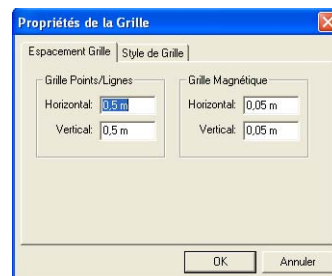 Propriétés de la Grille
Espacement Grille Style de Grille
Grille Points/Lignes Grille Magnétique
Horizontal: 0,5 m Horizontal: 0,05 m
Vertical: 0,5 m Vertical: 0,05 m
OK Annuler